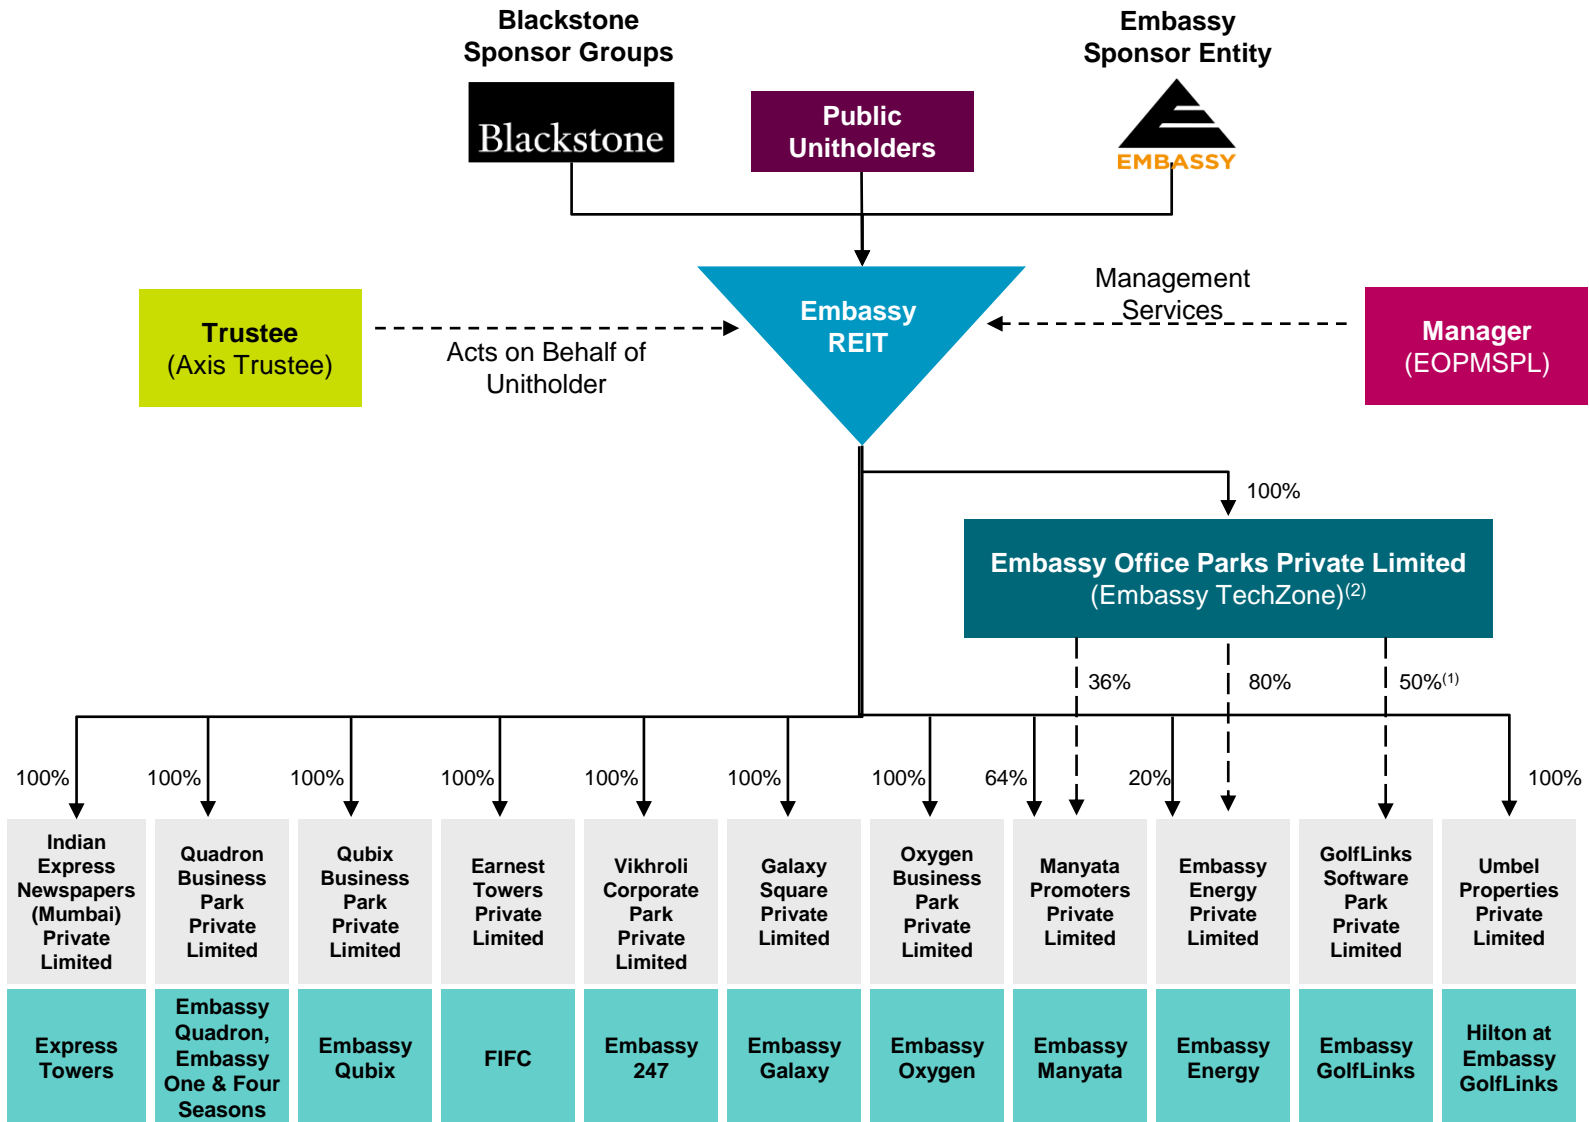 Blackstone
Sponsor Groups
Embassy
Sponsor Entity
Blackstone
Public
Unitholders
EMBASSY
Trustee
(Axis Trustee)
Acts on Behalf of
Unitholder
Embassy
REIT
Management
Services
Manager
(EOPMSPL)
100%
Embassy Office Parks Private Limited
(Embassy TechZone)(2)
36%
80%
50%(1)
100%
100%
100%
100%
100%
100%
100%
64%
20%
100%
Indian
Express
Newspapers
(Mumbai)
Private
Limited
Quadron
Business
Park
Private
Limited
Qubix
Business
Park
Private
Limited
Earnest
Towers
Private
Limited
Vikhroli
Corporate
Park
Private
Limited
Galaxy
Square
Private
Limited
Oxygen
Business
Park
Private
Limited
Manyata
Promoters
Private
Limited
Embassy
Energy
Private
Limited
GolfLinks
Software
Park
Private
Limited
Umbel
Properties
Private
Limited
Express
Towers
Embassy
Quadron,
Embassy
One & Four
Seasons
Embassy
Qubix
FIFC
Embassy
247
Embassy
Galaxy
Embassy
Oxygen
Embassy
Manyata
Embassy
Energy
Embassy
GolfLinks
Hilton at
Embassy
GolfLinks